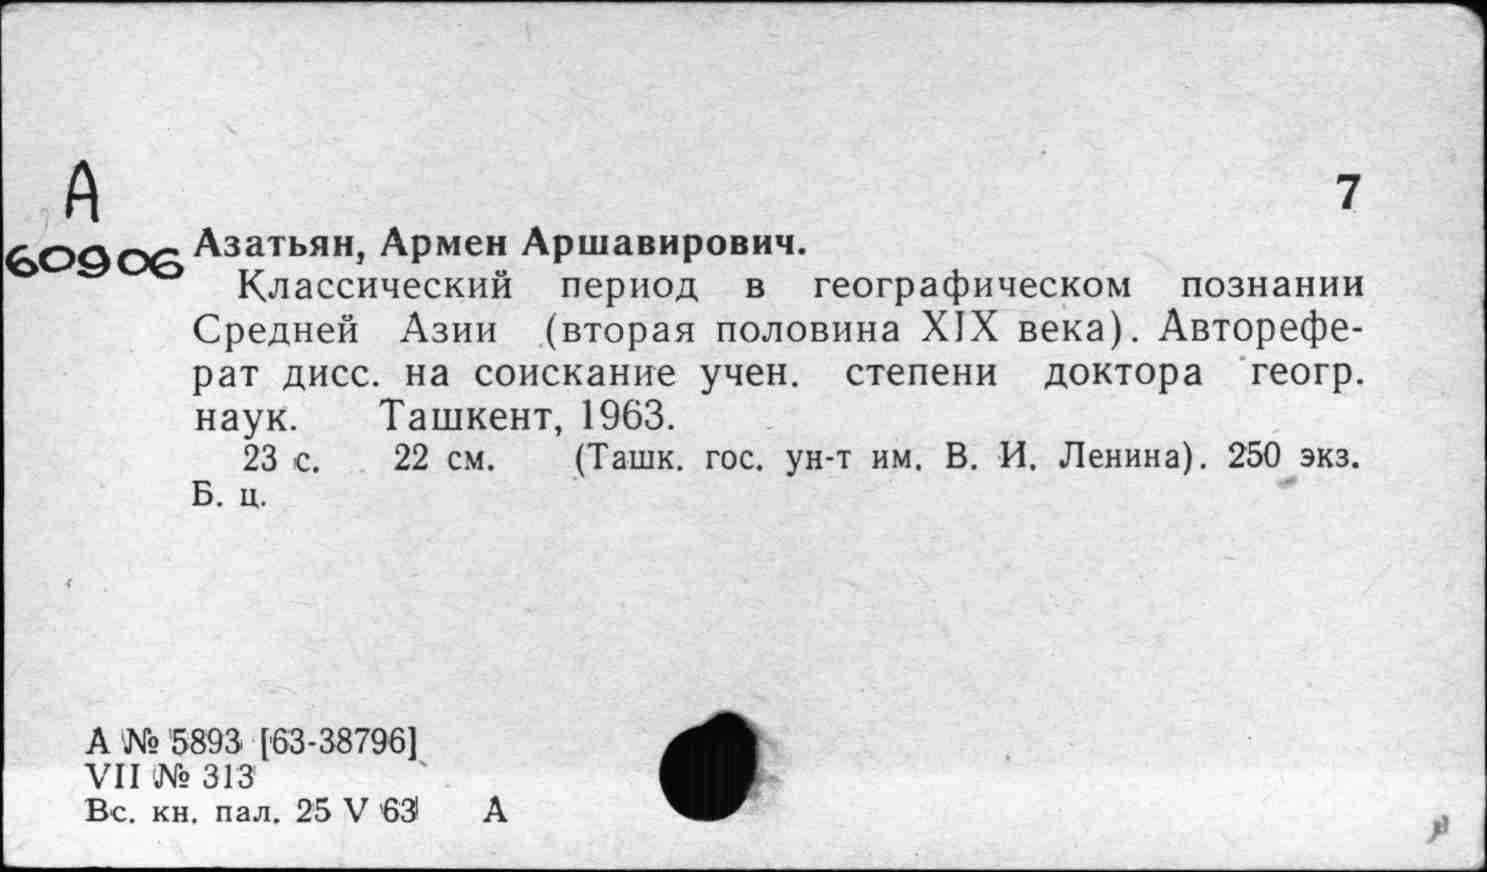 А
7
60906
Азатьян, Армен Аршавирович.
Классический период в географическом познании
Средней Азии (вторая половина XIX века). Авторефе-
рат дисс. на соискание учен. степени доктора геогр.
наук. Ташкент, 1963.
23 с. 22 см. (Ташк. гос. ун-т им. В. И. Ленина). 250 экз.
Б. ц.
А № 5893 [63-38796]
VII № 313
Вс. кн. пал. 25 V 63 А